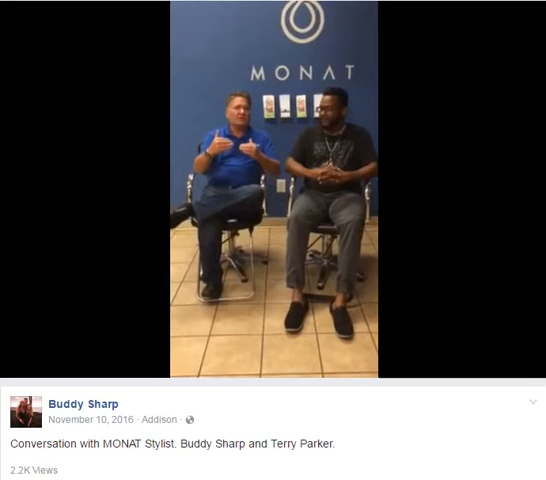 MONAT
Buddy Sharp
November 10, 2016 · Addison ·
Conversation with MONAT Stylist. Buddy Sharp and Terry Parker.
2.2K Views